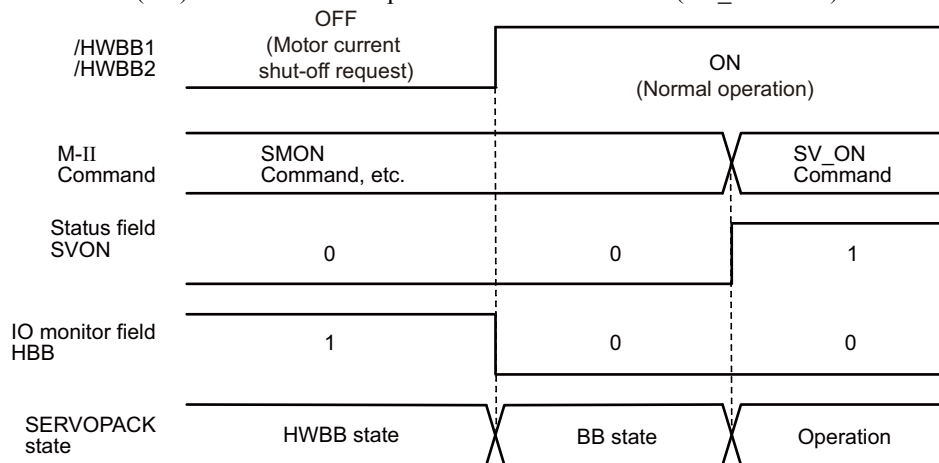 OFF
(Motor current
shut-off request)
/HWBB1
/HWBB2
ON
(Normal operation)
M-II
Command
SMON
Command, etc.
SV_ON
Command
Status field
SVON
0
0
1
IO monitor field
HBB
1
0
0
SERVOPACK
state
HWBB state
BB state
Operation